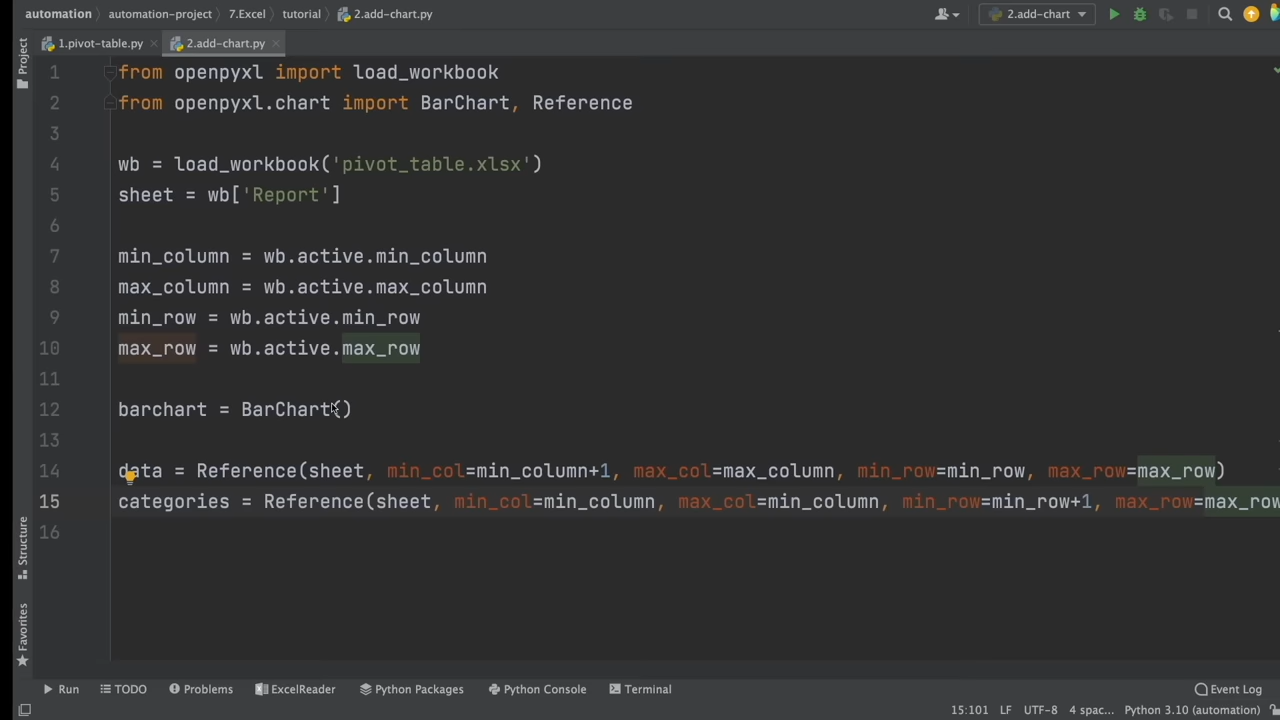 automation automation-project 7.Excel tutorial 2.add-chart.py 2.add-chart
Project 1.pivot-table.py 2.add-chart.py
1 from openpyxl import load_workbook
2 from openpyxl.chart import BarChart, Reference
3
4 wb = load_workbook('pivot_table.xlsx')
5 sheet = wb['Report']
6
7 min_column = wb.active.min_column
8 max_column = wb.active.max_column
9 min_row = wb.active.min_row
10 max_row = wb.active.max_row
11
12 barchart = BarChart()
13
14 data = Reference(sheet, min_col=min_column+1, max_col=max_column, min_row=min_row, max_row=max_row)
15 categories = Reference(sheet, min_col=min_column, max_col=min_column, min_row=min_row+1, max_row=max_row
16
Structure
Favorites
Run TODO Problems ExcelReader Python Packages Python Console Terminal Event Log
15:101 LF UTF-8 4 spac... Python 3.10 (automation)